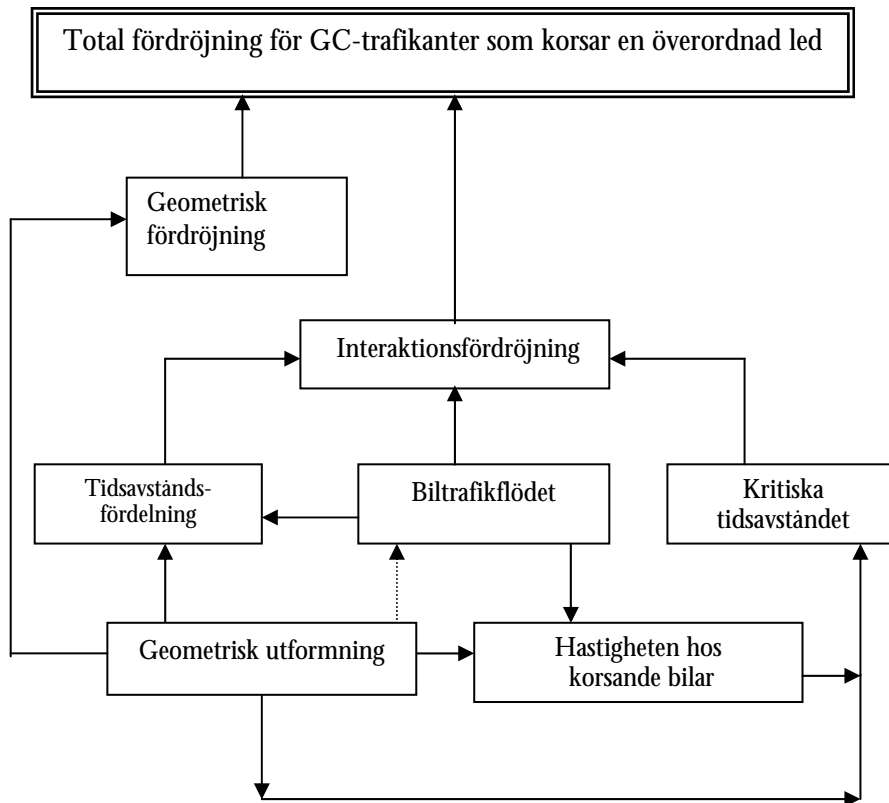 Total fördröjning för GC-trafikanter som korsar en överordnad led
Geometrisk
fördröjning
Interaktionsfördröjning
Tidsavstånds-
fördelning
Biltrafikflödet
Kritiska
tidsavståndet
Geometrisk utformning
Hastigheten hos
korsande bilar